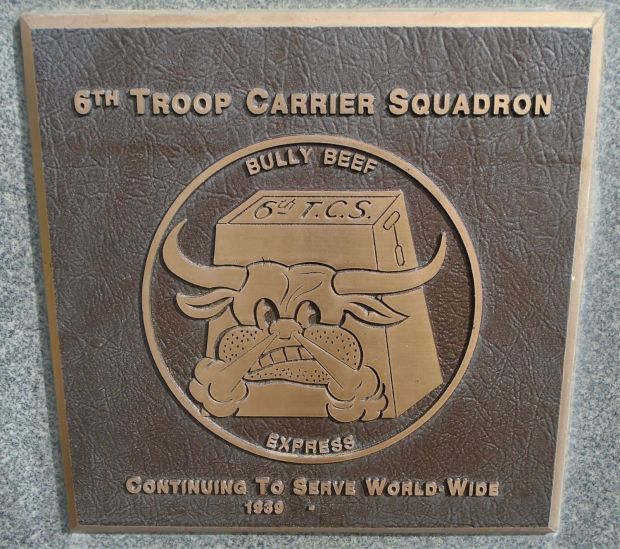 6TH TROOP CARRIER SQUADRON
BULLY BEEF
6th T.C.S.
EXPRESS
CONTINUING TO SERVE WORLD-WIDE
1939 -